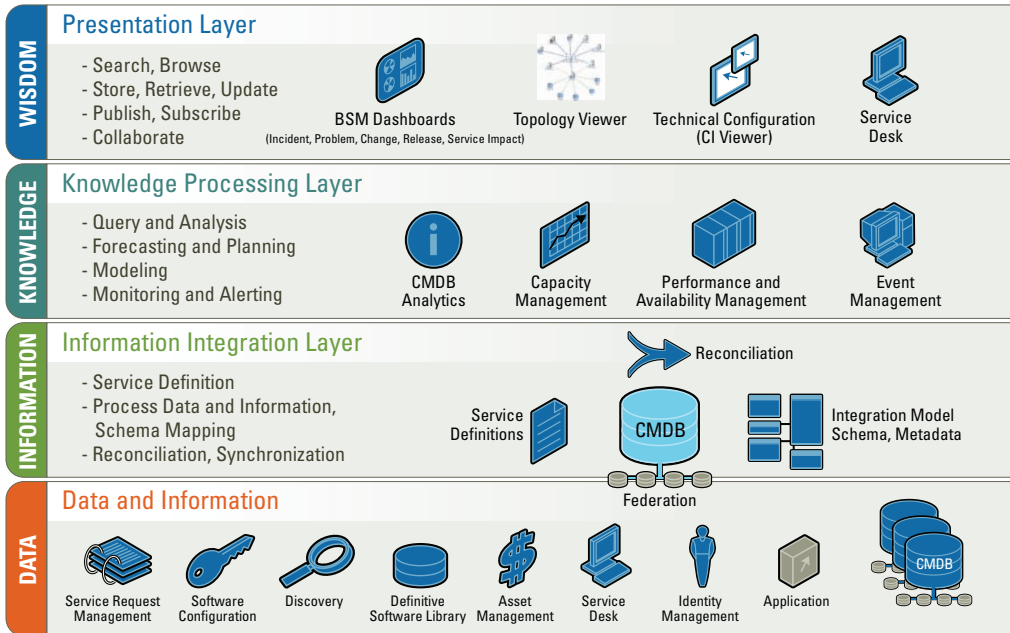 WISDOM
Presentation Layer
- Search, Browse
- Store, Retrieve, Update
- Publish, Subscribe
- Collaborate
BSM Dashboards
(Incident, Problem, Change, Release, Service Impact)
Topology Viewer
Technical Configuration
(CI Viewer)
Service
Desk
KNOWLEDGE
Knowledge Processing Layer
- Query and Analysis
- Forecasting and Planning
- Modeling
- Monitoring and Alerting
CMDB
Analytics
Capacity
Management
Performance and
Availability Management
Event
Management
INFORMATION
Information Integration Layer
- Service Definition
- Process Data and Information,
Schema Mapping
- Reconciliation, Synchronization
Reconciliation
Service
Definitions
CMDB
Integration Model
Schema, Metadata
Federation
DATA
Data and Information
Service Request
Management
Software
Configuration
Discovery
Definitive
Software Library
Asset
Management
Service
Desk
Identity
Management
Application
CMDB